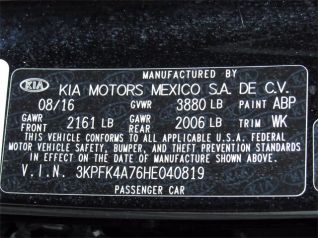 MANUFACTURED BY
KIA KIA MOTORS MEXICO S.A. DE C.V.
08/16 GVWR 3880 LB PAINT ABP
GAWR FRONT 2161 LB GAWR REAR 2006 LB TRIM WK
THIS VEHICLE CONFORMS TO ALL APPLICABLE U.S.A. FEDERAL
MOTOR VEHICLE SAFETY, BUMPER, AND THEFT PREVENTION STANDARDS
IN EFFECT ON THE DATE OF MANUFACTURE SHOWN ABOVE.
V.I.N. 3KPFK4A76HE040819
PASSENGER CAR